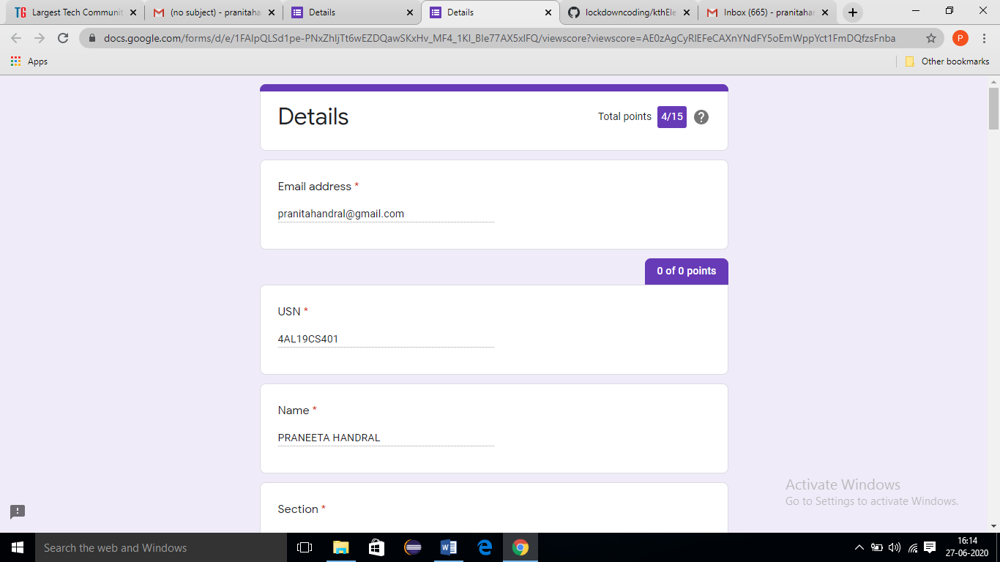 Largest Tech Communit
(no subject) - pranitaha
Details
Details
lockdowncoding/kthEle
Inbox (665) - pranitahar
docs.google.com/forms/d/e/1FAIpQLSd1pe-PNxZhIjTt6wEZDQawSKxHv_MF4_1KI_BIe77AX5xIFQ/viewscore?viewscore=AE0zAgCyRIEFeCAXnYNdFY5oEmWppYct1FmDQfzsFnba
P
Apps
Other bookmarks
Details
Total points 4/15
Email address *
pranitahandral@gmail.com
0 of 0 points
USN *
4AL19CS401
Name *
PRANEETA HANDRAL
Section *
Activate Windows
Go to Settings to activate Windows.
Search the web and Windows
16:14
27-06-2020